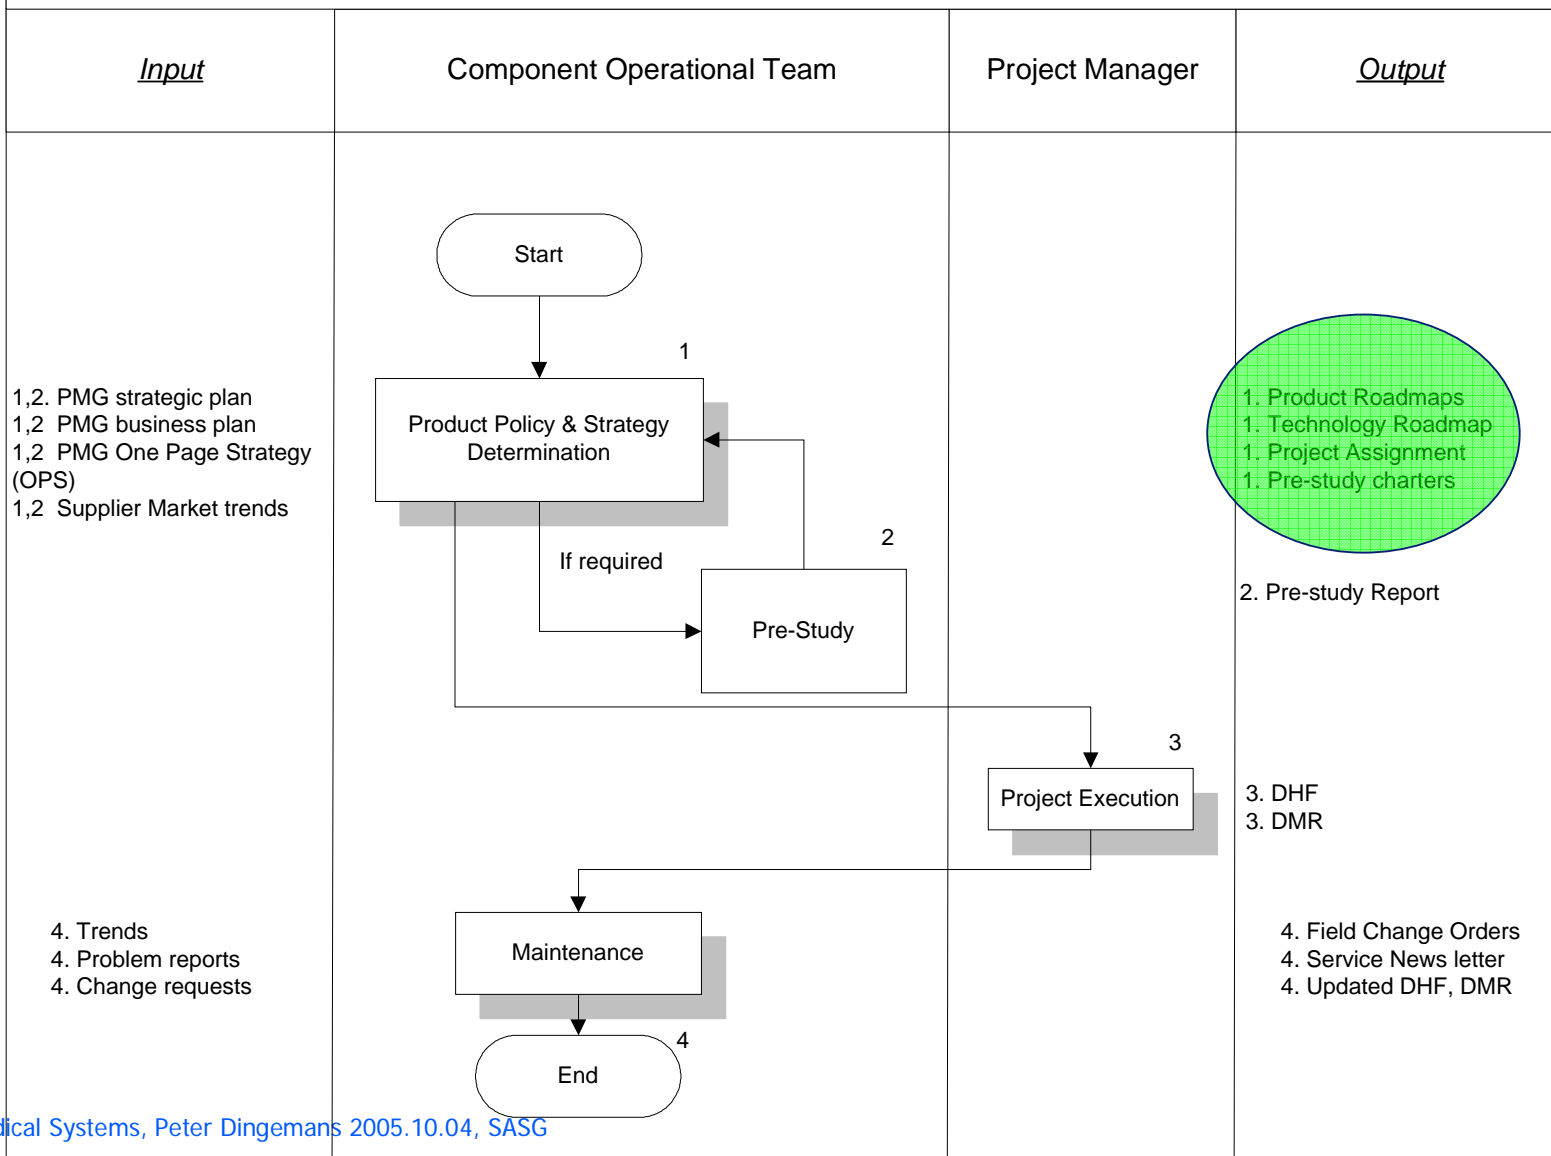 Input
Component Operational Team
Project Manager
Output
Start
1
1,2. PMG strategic plan
1,2  PMG business plan
1,2  PMG One Page Strategy
(OPS)
1,2  Supplier Market trends
Product Policy & Strategy
Determination
1. Product Roadmaps
1. Technology Roadmap
1. Project Assignment
1. Pre-study charters
2
If required
Pre-Study
2. Pre-study Report
3
Project Execution
3. DHF
3. DMR
4. Trends
4. Problem reports
4. Change requests
Maintenance
4. Field Change Orders
4. Service News letter
4. Updated DHF, DMR
4
End
Systems, Peter Dingemans 2005.10.04, SASG